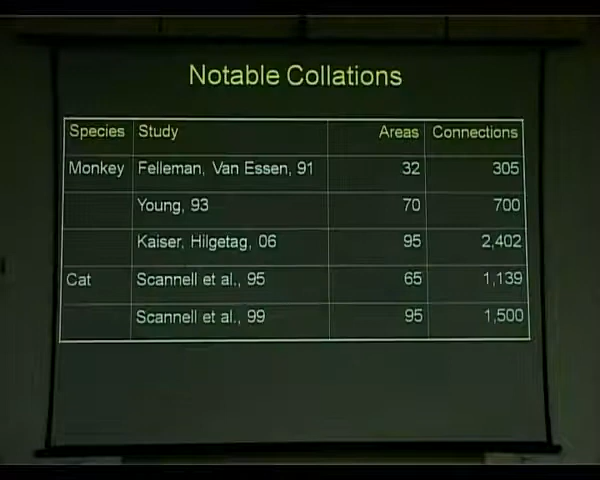 Notable Collations
Species Study Areas Connections
Monkey Felleman, Van Essen, 91 32 305
Young, 93 70 700
Kaiser, Hilgetag, 06 95 2,402
Cat Scannell et al., 95 65 1,139
Scannell et al., 99 95 1,500